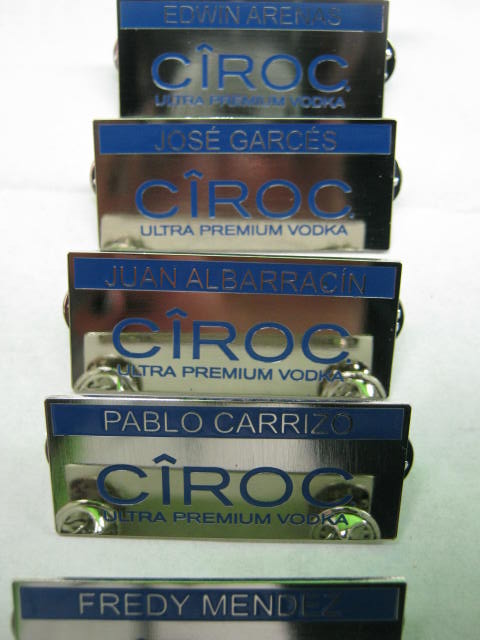 EDWIN ARENAS
CÎROC
ULTRA PREMIUM VODKA
JOSÉ GARCÉS
CÎROC
ULTRA PREMIUM VODKA
JUAN ALBARRACÍN
CÎROC
ULTRA PREMIUM VODKA
PABLO CARRIZO
CÎROC
ULTRA PREMIUM VODKA
FREDY MENDEZ